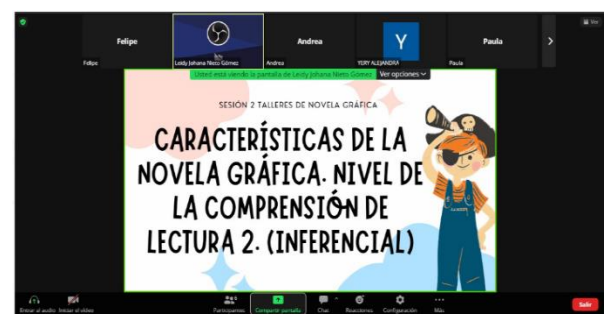 Ver
Felipe
Andrea
Y
Paula
Felipe
Leidy Johana Nieto Gómez
Andrea
YURY ALEJANDRA
Paula
Usted está viendo la pantalla de Leidy Johana Nieto Gómez
Ver opciones
SESIÓN 2 TALLERES DE NOVELA GRÁFICA
CARACTERÍSTICAS DE LA
NOVELA GRÁFICA. NIVEL DE
LA COMPRENSIÓN DE
LECTURA 2. (INFERENCIAL)
Entrar al audio Iniciar el video Participantes Compartir pantalla Chat Reacciones Configuración Más Salir